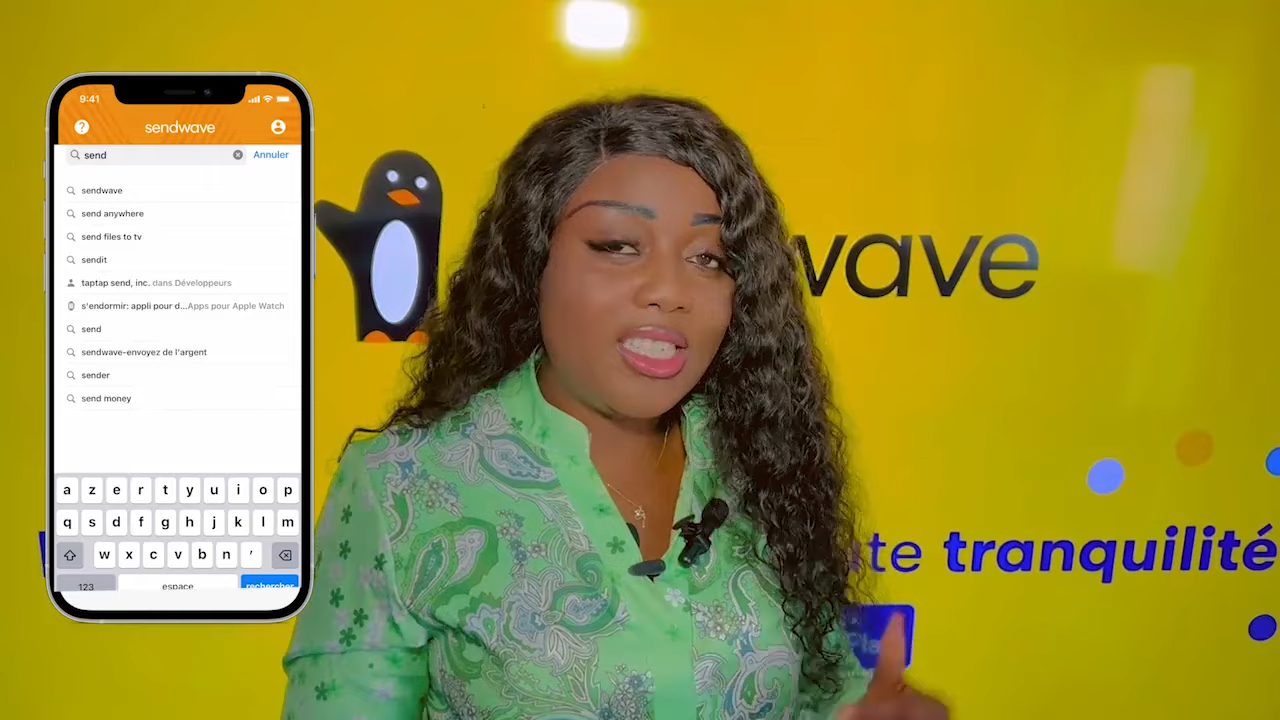 9:41
sendwave
send
Annuler
sendwave
send anywhere
send files to tv
sendit
taptap send, inc. dans Développeurs
s'endormir: appli pour d...Apps pour Apple Watch
send
sendwave-envoyez de l'argent
sender
send money
a z e r t y u i o p
q s d f g h j k l m
w x c v b n ’
123 espace rechercher
wave
te tranquilité